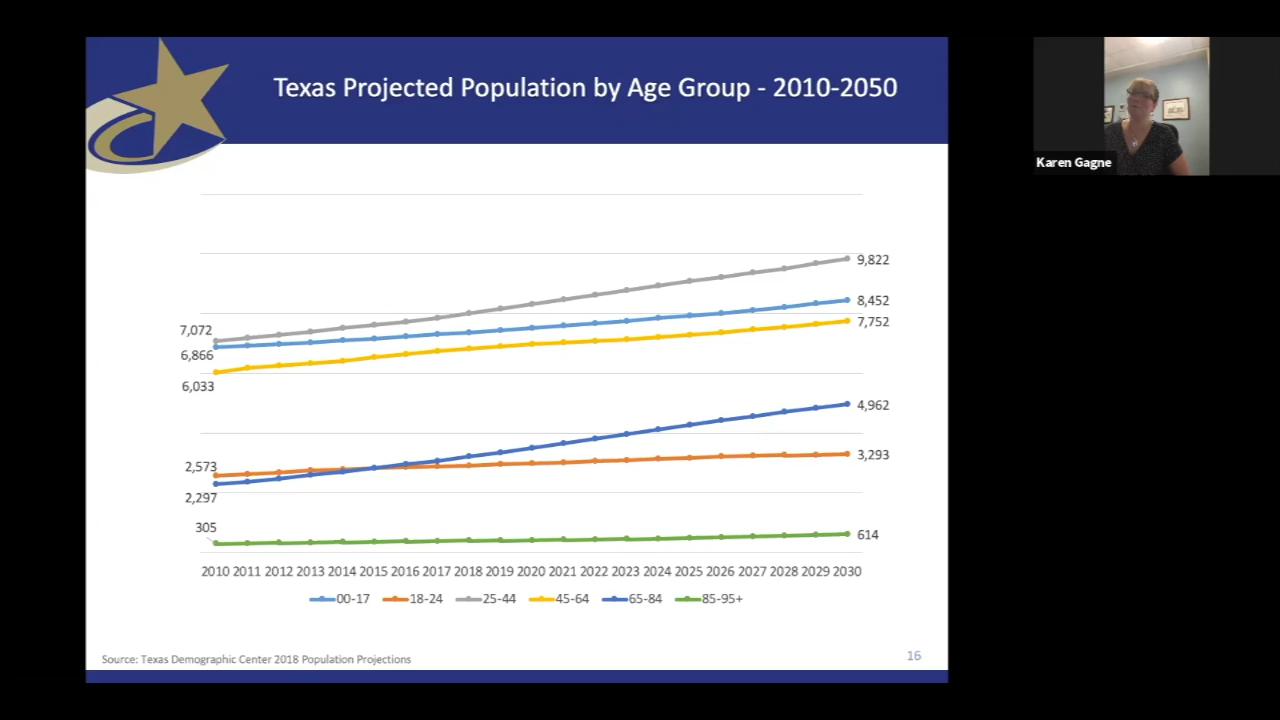 Texas Projected Population by Age Group - 2010-2050
Karen Gagne
9,822
8,452
7,072
7,752
6,866
6,033
4,962
2,573
3,293
2,297
305
614
2010 2011 2012 2013 2014 2015 2016 2017 2018 2019 2020 2021 2022 2023 2024 2025 2026 2027 2028 2029 2030
00-17 18-24 25-44 45-64 65-84 85-95+
Source: Texas Demographic Center 2018 Population Projections
16